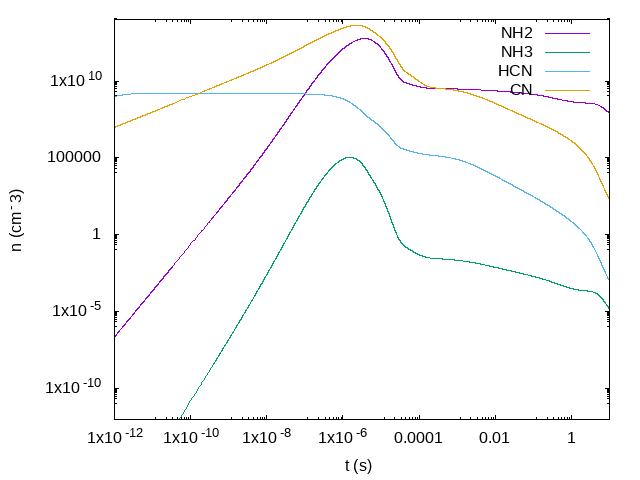 NH2
NH3
HCN
CN
1x10^10
100000
1
1x10^-5
1x10^-10
n (cm^-3)
1x10^-12 1x10^-10 1x10^-8 1x10^-6 0.0001 0.01 1
t (s)